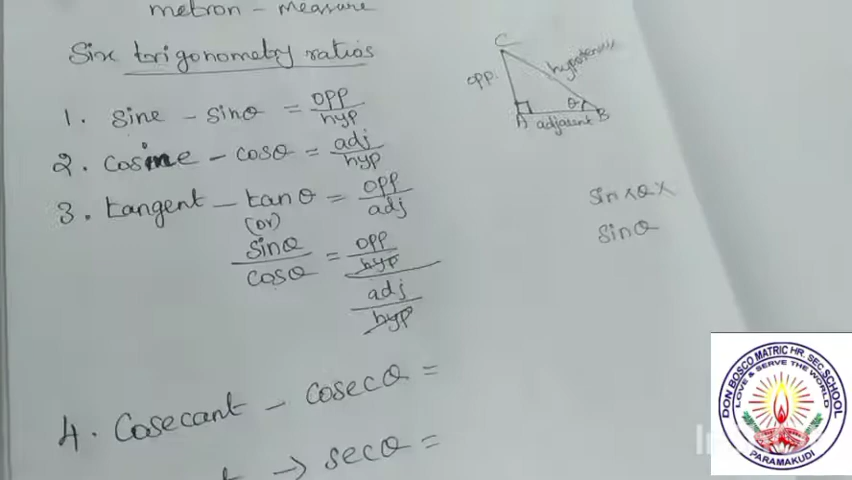 metron - measure
Six trigonometry ratios
1. sine - sinθ = opp/hyp
2. cosine - cosθ = adj/hyp
3. tangent - tanθ = opp/adj
(or)
sinθ/cosθ = opp/hyp / adj/hyp
4. Cosecant - cosecθ =
→ secθ =
C
opp.
hypotenuse
θ
A adjacent B
sin × θ ×
sinθ
DON BOSCO MATRIC HR. SEC SCHOOL
LOVE & SERVE THE WORLD
PARAMAKUDI